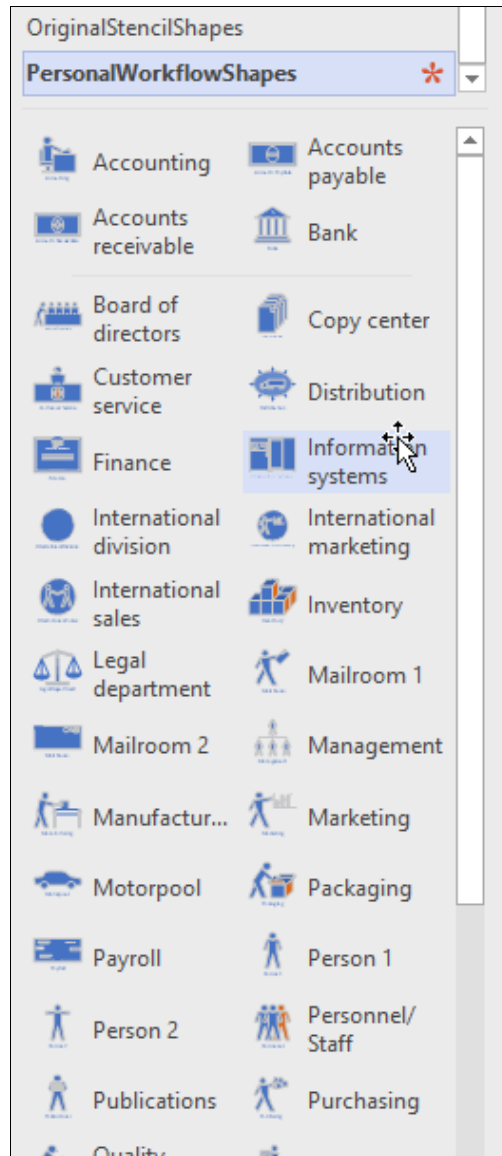 OriginalStencilShapes
PersonalWorkflowShapes *
Accounting
Accounts
payable
Accounts
receivable
Bank
Board of
directors
Copy center
Customer
service
Distribution
Finance
Information
systems
International
division
International
marketing
International
sales
Inventory
Legal
department
Mailroom 1
Mailroom 2
Management
Manufactur...
Marketing
Motorpool
Packaging
Payroll
Person 1
Person 2
Personnel/
Staff
Publications
Purchasing
Quality